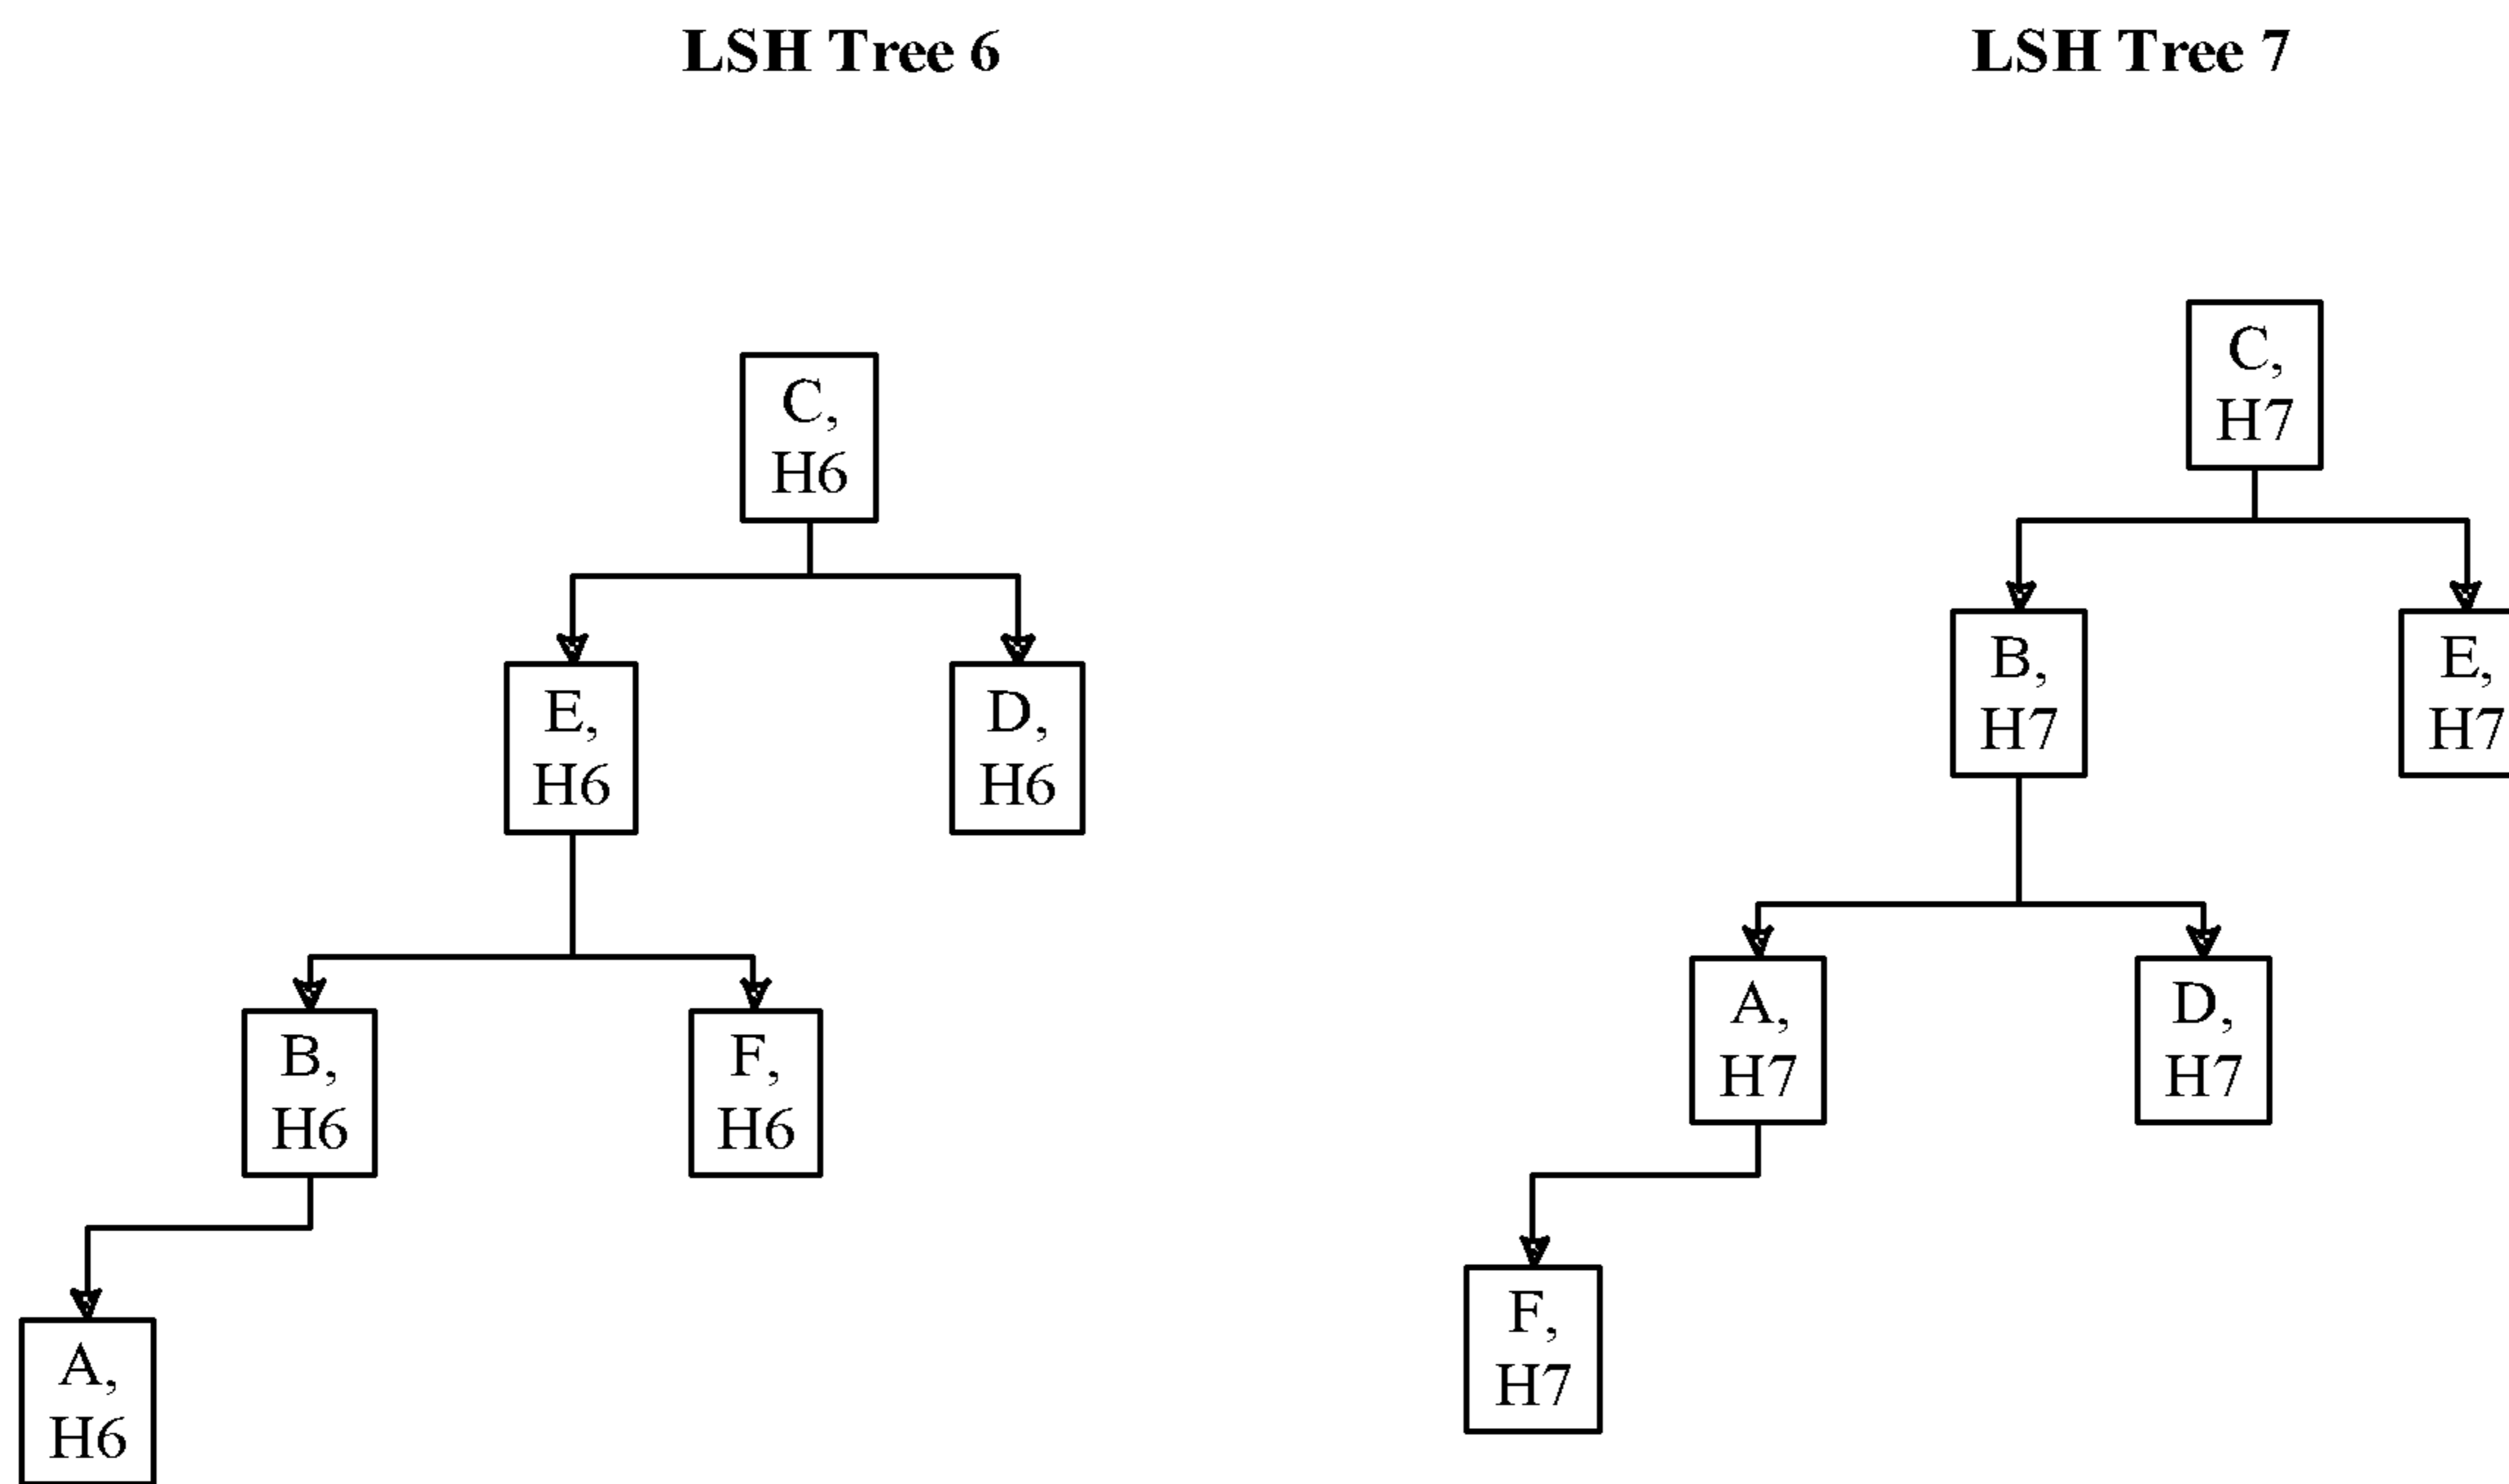 LSH Tree 6
C,
H6
E,
H6
D,
H6
B,
H6
F,
H6
A,
H6
LSH Tree 7
C,
H7
B,
H7
E,
H7
A,
H7
D,
H7
F,
H7